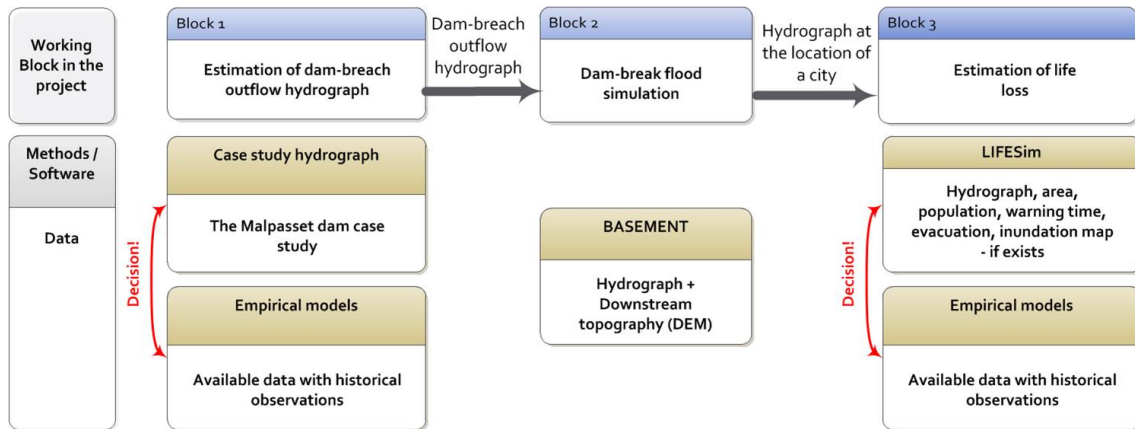 Working
Block in the
project
Block 1
Estimation of dam-breach
outflow hydrograph
Dam-breach
outflow
hydrograph
Block 2
Dam-break flood
simulation
Hydrograph at
the location of
a city
Block 3
Estimation of life
loss
Methods /
Software
Data
Decision!
Case study hydrograph
The Malpasset dam case
study
Empirical models
Available data with historical
observations
BASEMENT
Hydrograph +
Downstream
topography (DEM)
Decision!
LIFESim
Hydrograph, area,
population, warning time,
evacuation, inundation map
- if exists
Empirical models
Available data with historical
observations